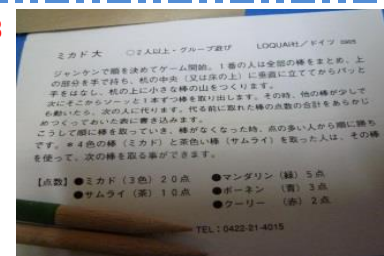 ミカド 大 ○2人以上・グループ遊び LOQUAI社/ドイツ
ジャンケンで順を決めてゲーム開始。1番の人は全部の棒をまとめ、上
の部分を手で持ち、机の中央(又は床の上)に垂直に立ててからパッと
手をはなし、机の上に小さな棒の山をつくります。
次にそこからソーッと1本ずつ棒を取り出します。その時、他の棒が少しで
も動いたら、次の人に代ります。代る前に取れた棒の点数の合計をあらかじ
めつくっておいた表に書き込みます。
こうして順に棒を取っていき、棒がなくなった時、点の多い人から順に勝ち
です。＊4色の棒(ミカド)と茶色い棒(サムライ)を取った人は、その棒
を使って、次の棒を取る事ができます。
【点数】●ミカド(3色)20点 ●マンダリン(緑)5点
●サムライ(茶)10点 ●ボーネン(青)3点
●クーリー(赤)2点
TEL:0422-21-4015